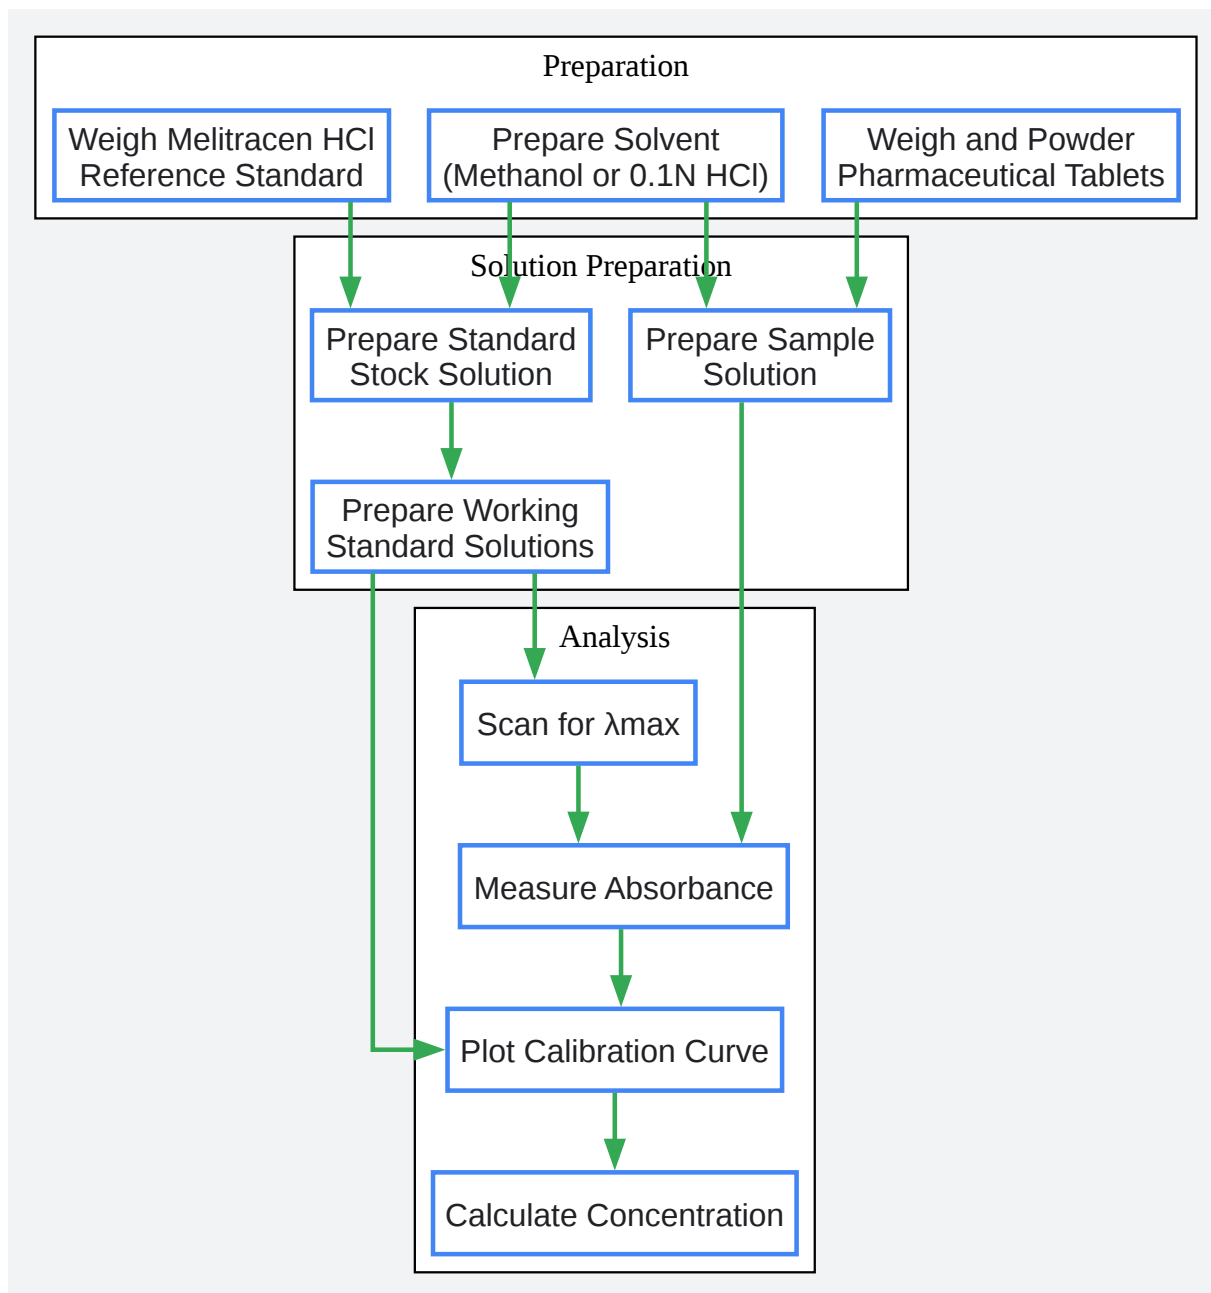 Preparation
Weigh Melitracen HCl
Reference Standard
Prepare Solvent
(Methanol or 0.1N HCl)
Weigh and Powder
Pharmaceutical Tablets
Solution Preparation
Prepare Standard
Stock Solution
Prepare Sample
Solution
Prepare Working
Standard Solutions
Analysis
Scan for λmax
Measure Absorbance
Plot Calibration Curve
Calculate Concentration